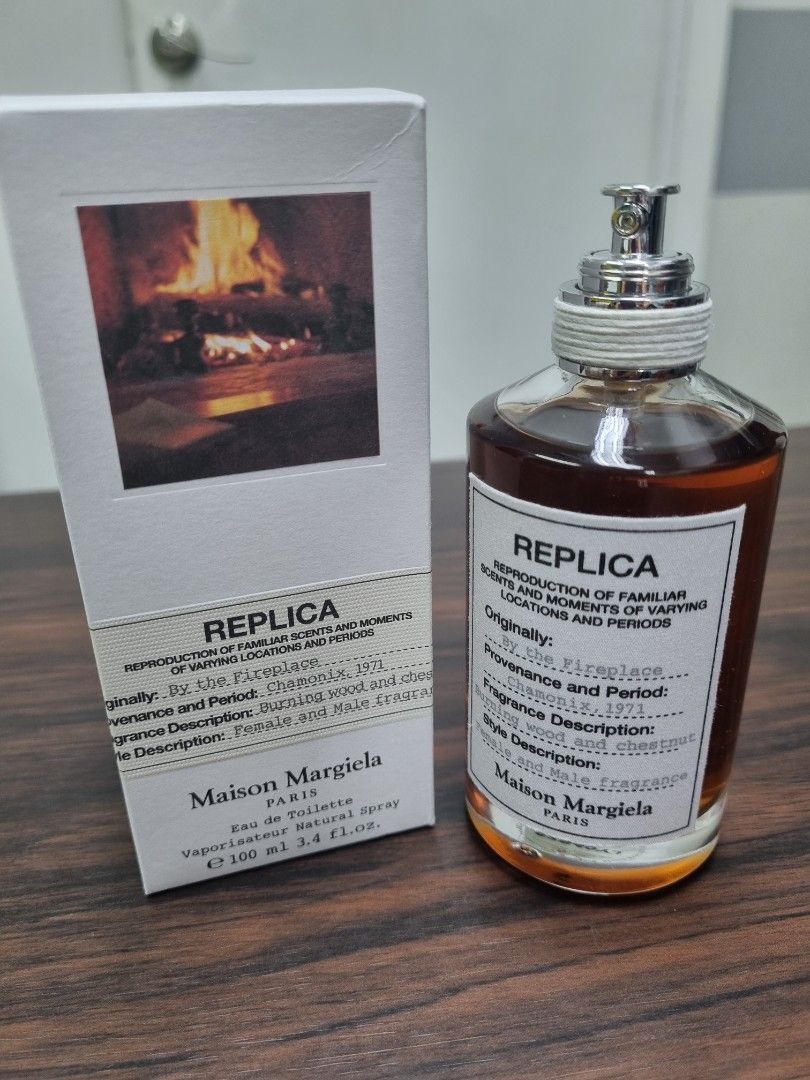 REPLICA
REPRODUCTION OF FAMILIAR SCENTS AND MOMENTS
OF VARYING LOCATIONS AND PERIODS
ginally: By the Fireplace
venance and Period: Chamonix, 1971
grance Description: Burning wood and ches
le Description: Female and Male fragran
Maison Margiela
PARIS
Eau de Toilette
Vaporisateur Natural Spray
℮ 100 ml 3.4 fl.oz.
REPLICA
REPRODUCTION OF FAMILIAR
SCENTS AND MOMENTS OF VARYING
LOCATIONS AND PERIODS
Originally:
By the Fireplace
Provenance and Period:
Chamonix, 1971
Fragrance Description:
Burning wood and chestnut
Style Description:
Female and Male fragrance
Maison Margiela
PARIS